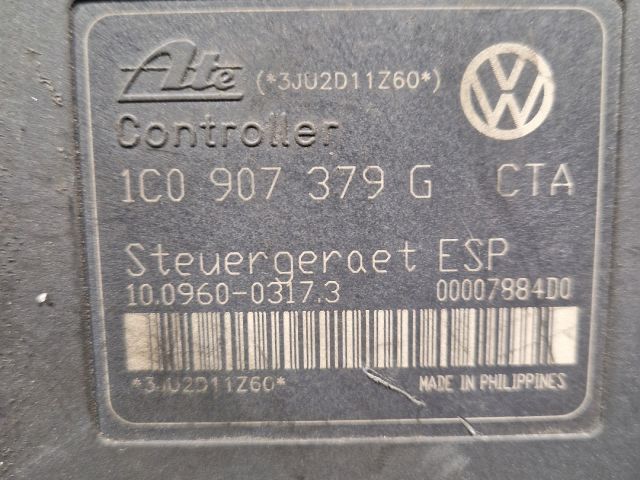 Ate (*3JU2D11Z60*)
Controller
1C0 907 379 G CTA
Steuergeraet ESP
10.0960-0317.3 00007884D0
*3JU2D11Z60* MADE IN PHILIPPINES